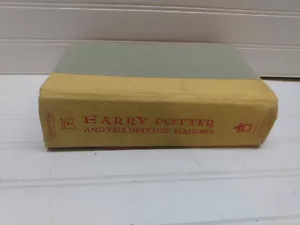 HARRY POTTER
AND THE DEATHLY HALLOWS